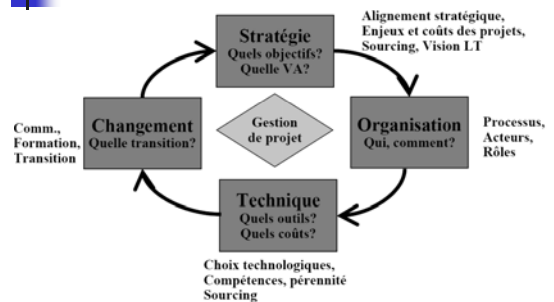 Stratégie
Quels objectifs?
Quelle VA?
Alignement stratégique,
Enjeux et coûts des projets,
Sourcing, Vision LT
Comm.,
Formation,
Transition
Changement
Quelle transition?
Gestion
de projet
Organisation
Qui, comment?
Processus,
Acteurs,
Rôles
Technique
Quels outils?
Quels coûts?
Choix technologiques,
Compétences, pérennité
Sourcing